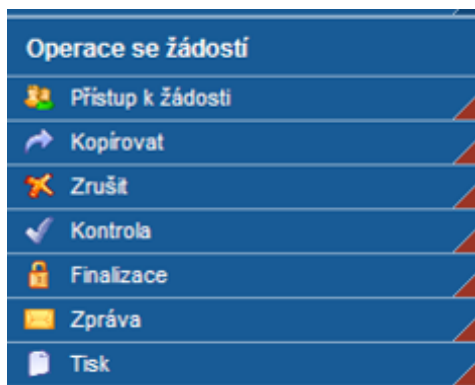 Operace se žádostí
Přístup k žádosti
Kopírovat
Zrušit
Kontrola
Finalizace
Zpráva
Tisk